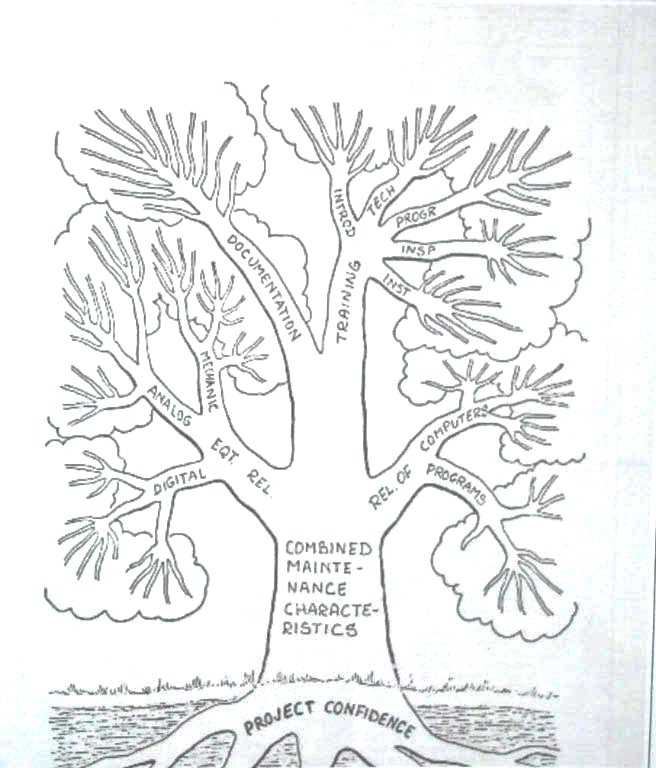 INTROD
TECH
PROGR
INSP
INST
DOCUMENTATION
TRAINING
MECHANIC
ANALOG
EQT. REL.
DIGITAL
REL. OF
COMPUTERS
PROGRAMS
COMBINED
MAINTE-
NANCE
CHARACTE-
RISTICS
PROJECT CONFIDENCE